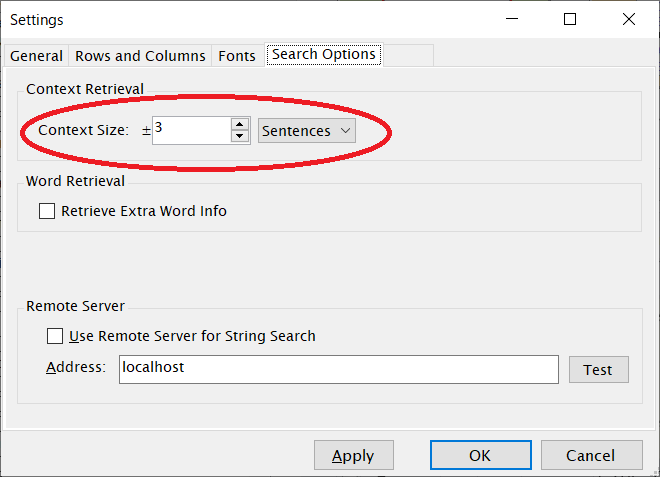 Settings
General Rows and Columns Fonts Search Options
Context Retrieval
Context Size: ±3 Sentences
Word Retrieval
Retrieve Extra Word Info
Remote Server
Use Remote Server for String Search
Address: localhost Test
Apply OK Cancel